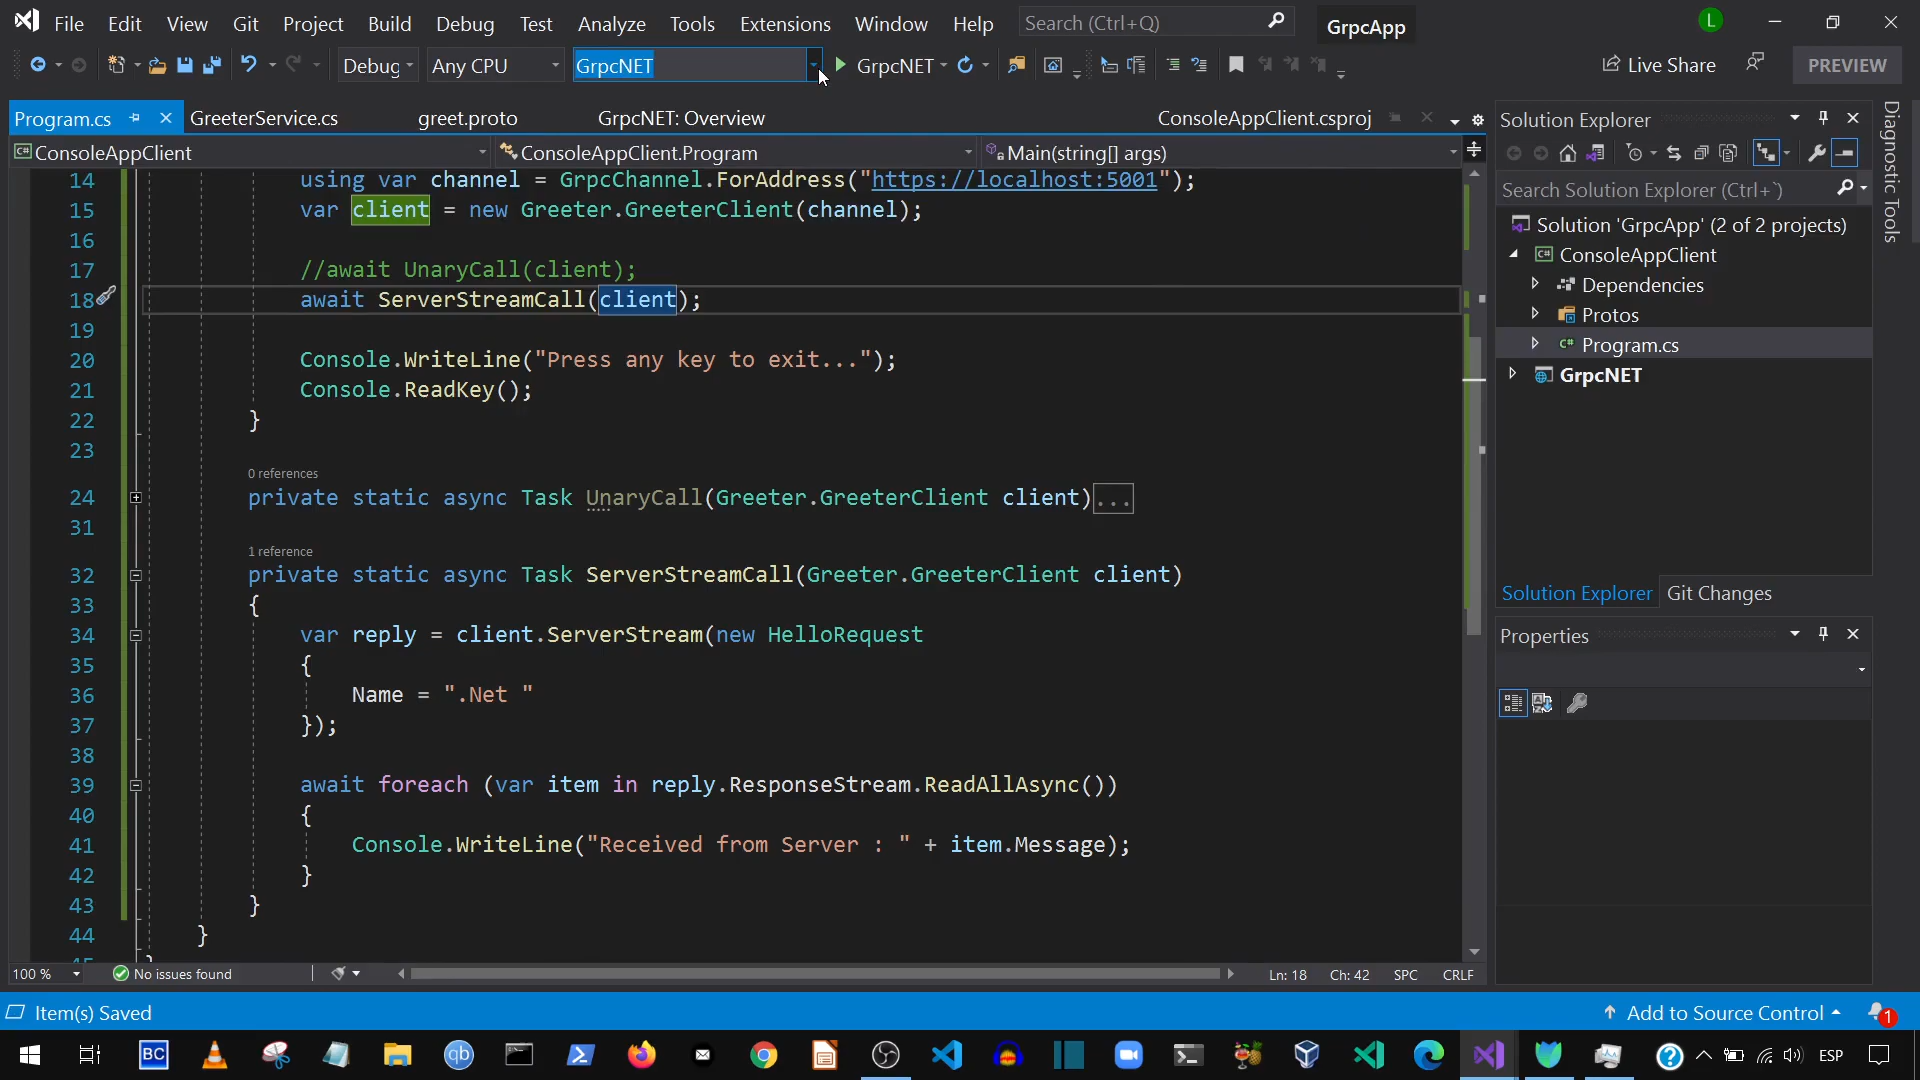 File Edit View Git Project Build Debug Test Analyze Tools Extensions Window Help Search (Ctrl+Q) GrpcApp L
Debug Any CPU GrpcNET GrpcNET Live Share PREVIEW
Program.cs GreeterService.cs greet.proto GrpcNET: Overview ConsoleAppClient.csproj
ConsoleAppClient ConsoleAppClient.Program Main(string[] args)
14 using var channel = GrpcChannel.ForAddress("https://localhost:5001");
15 var client = new Greeter.GreeterClient(channel);
16
17 //await UnaryCall(client);
18 await ServerStreamCall(client);
19
20 Console.WriteLine("Press any key to exit...");
21 Console.ReadKey();
22 }
23
0 references
24 private static async Task UnaryCall(Greeter.GreeterClient client)...
31
1 reference
32 private static async Task ServerStreamCall(Greeter.GreeterClient client)
33 {
34 var reply = client.ServerStream(new HelloRequest
35 {
36 Name = ".Net "
37 });
38
39 await foreach (var item in reply.ResponseStream.ReadAllAsync())
40 {
41 Console.WriteLine("Received from Server : " + item.Message);
42 }
43 }
44 }
100 % No issues found Ln: 18 Ch: 42 SPC CRLF
Solution Explorer
Search Solution Explorer (Ctrl+`)
Solution 'GrpcApp' (2 of 2 projects)
ConsoleAppClient
Dependencies
Protos
C# Program.cs
GrpcNET
Solution Explorer Git Changes
Properties
Diagnostic Tools
Item(s) Saved Add to Source Control 1
BC qb ESP